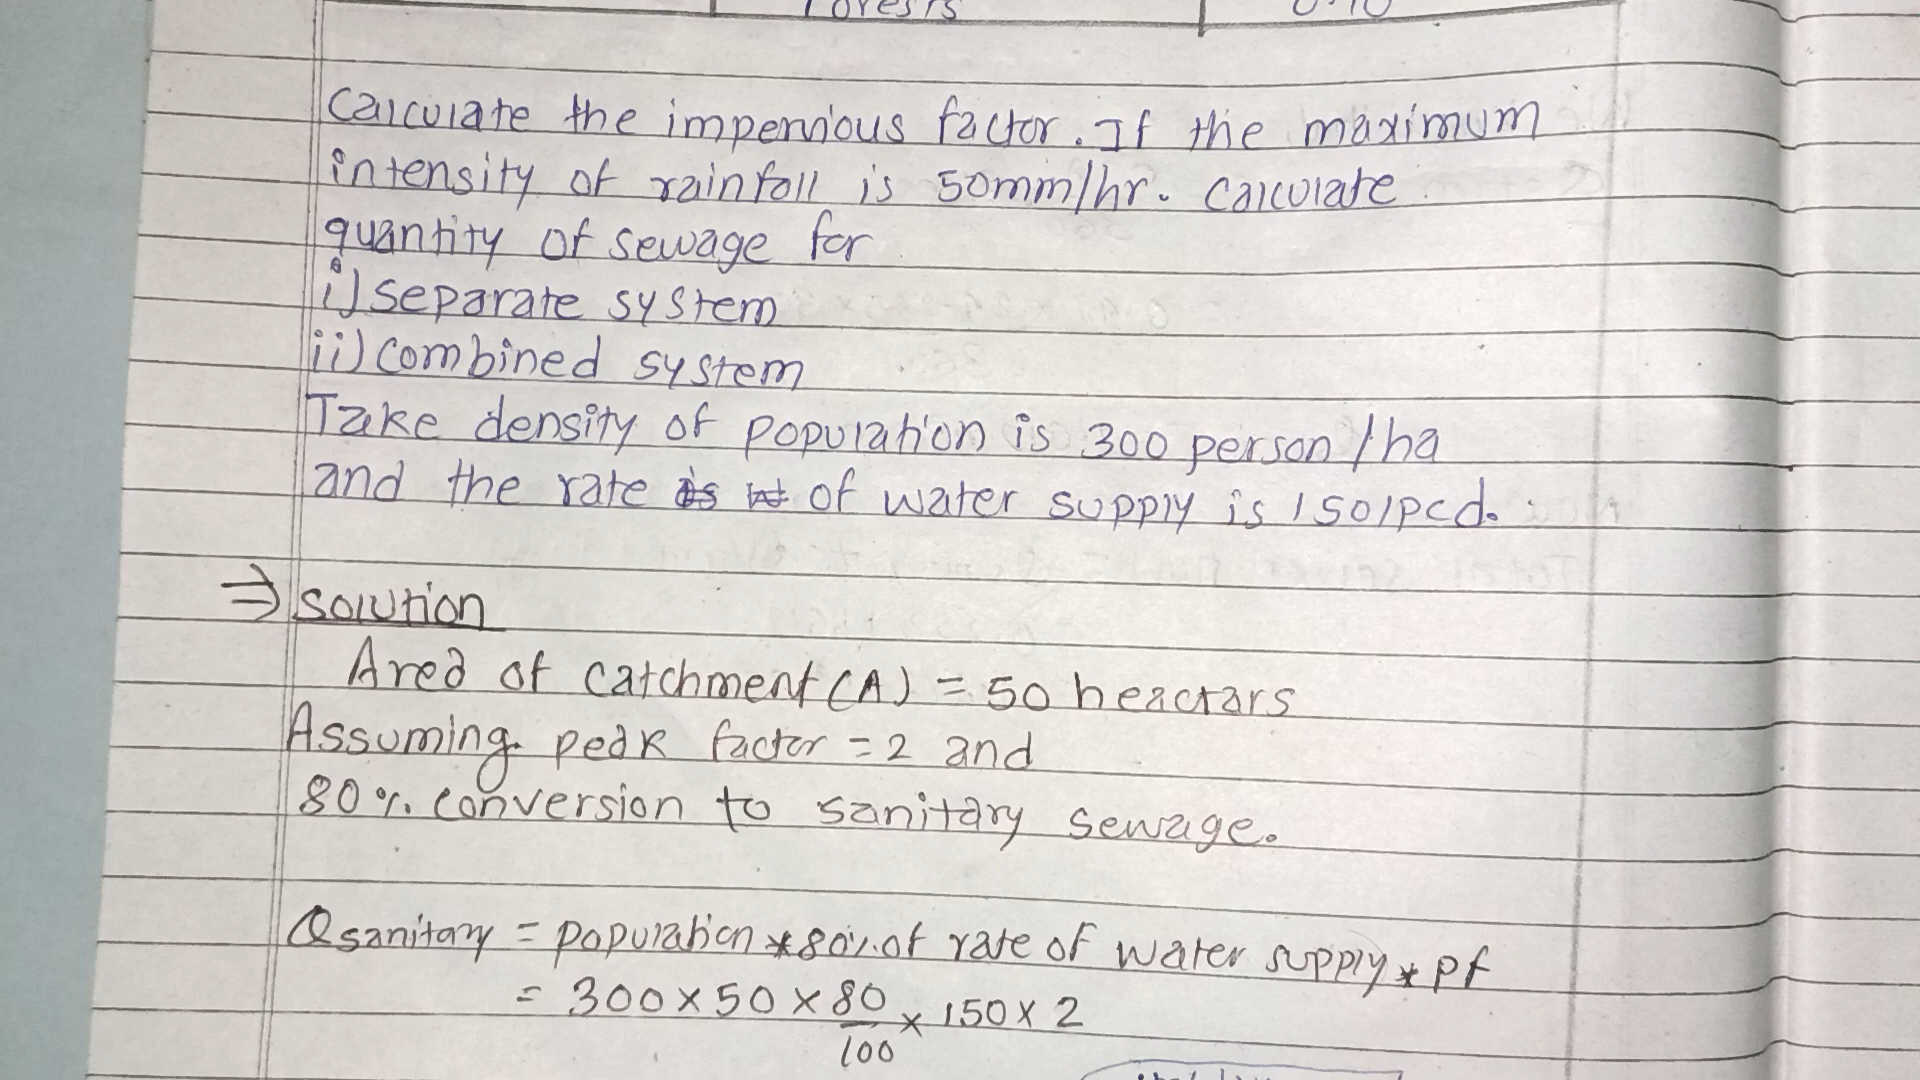 Forests 0.10
Calculate the impervious factor. If the maximum
intensity of rainfall is 50mm/hr. Calculate
quantity of sewage for
i) separate system
ii) combined system
Take density of population is 300 person /ha
and the rate of water supply is 150lpcd.
⇒ Solution
Area of catchment (A) = 50 heactars
Assuming peak factor = 2 and
80% conversion to sanitary sewage.
Qsanitary = population * 80% of rate of water supply * pf
= 300 × 50 × 80/100 × 150 × 2